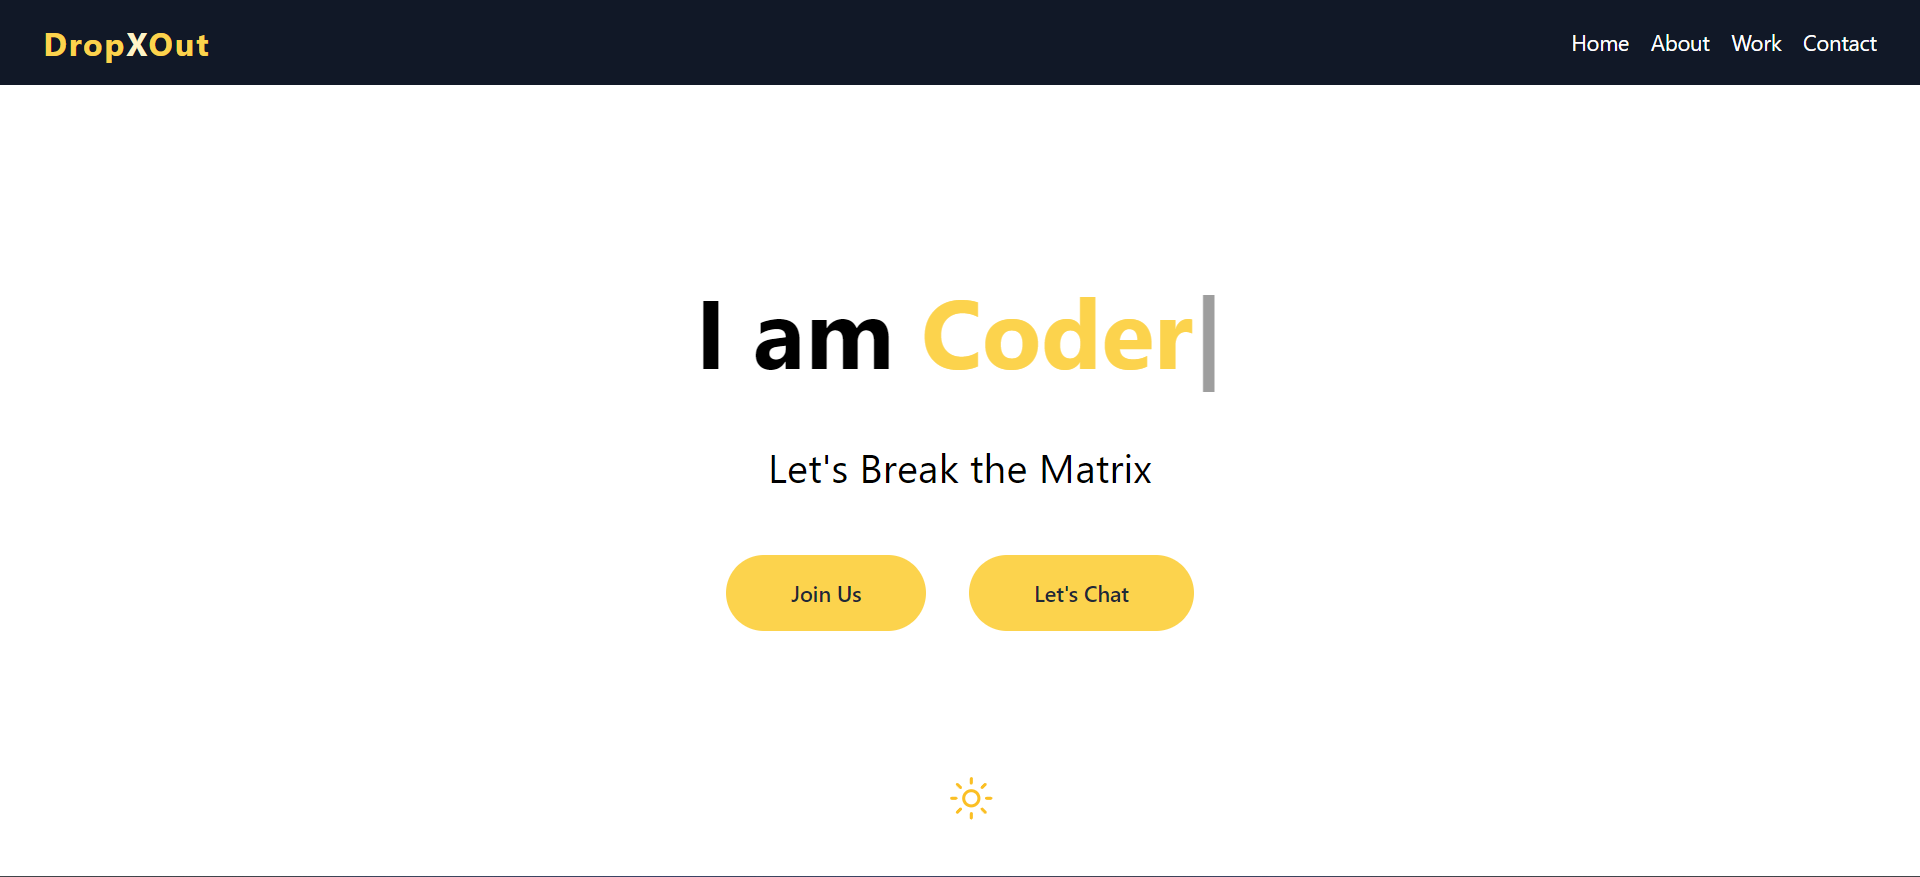 DropXOut Home About Work Contact
I am Coder|
Let's Break the Matrix
Join Us Let's Chat